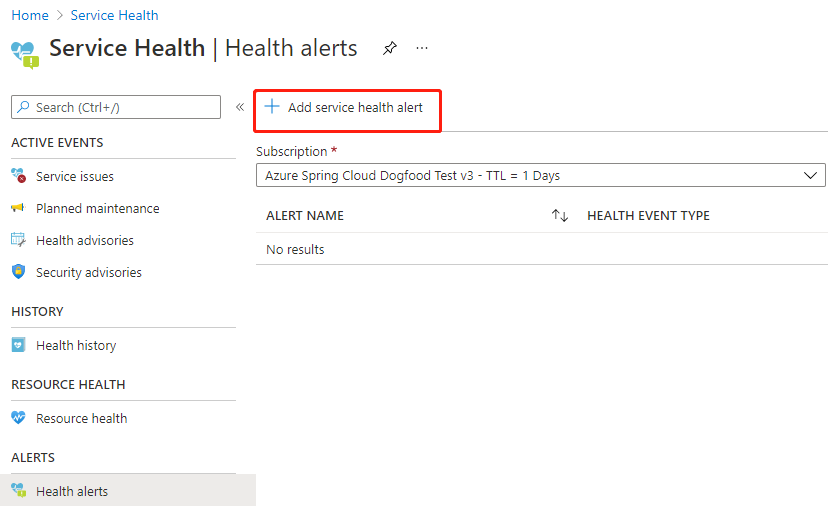 Home > Service Health
Service Health | Health alerts ...
Search (Ctrl+/)
«
+ Add service health alert
ACTIVE EVENTS
Service issues
Planned maintenance
Health advisories
Security advisories
HISTORY
Health history
RESOURCE HEALTH
Resource health
ALERTS
Health alerts
Subscription *
Azure Spring Cloud Dogfood Test v3 - TTL = 1 Days
ALERT NAME ↑↓ HEALTH EVENT TYPE
No results